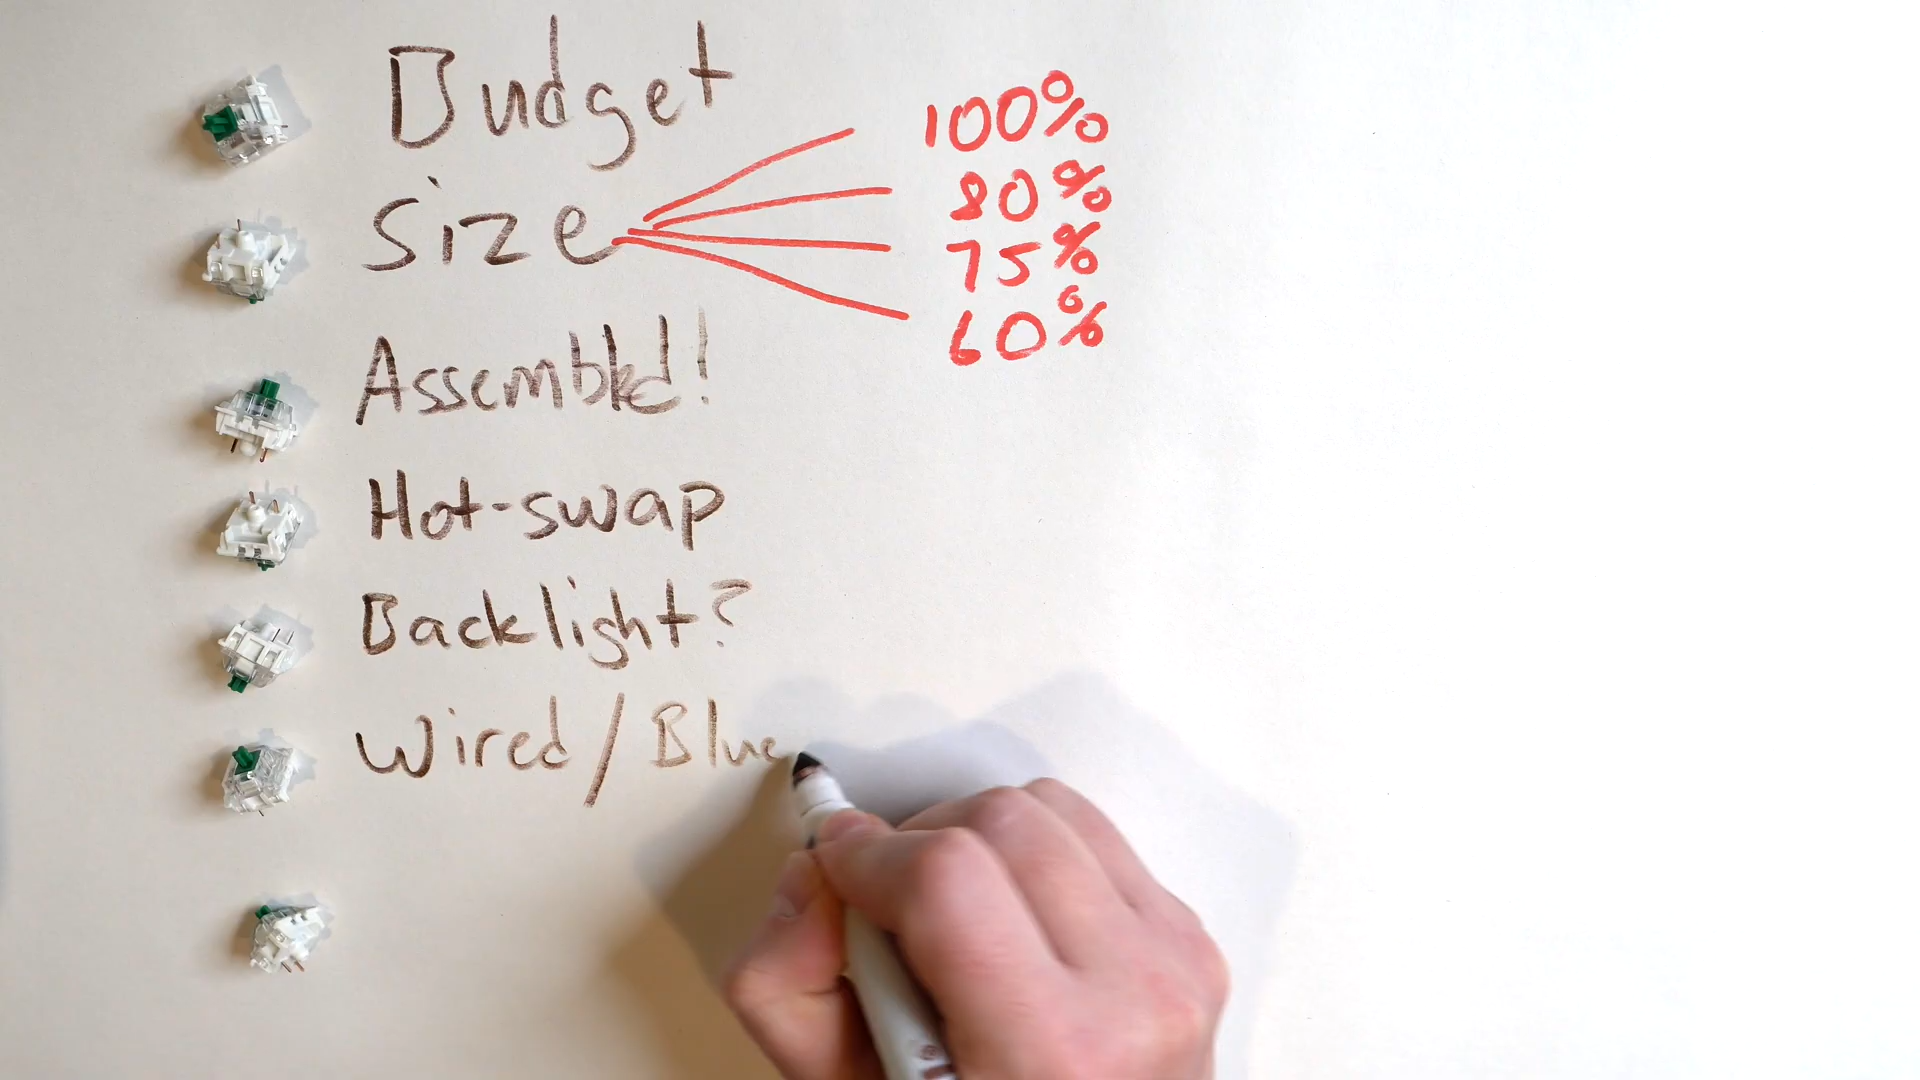 Budget
Size
100%
80%
75%
60%
Assembled!
Hot-swap
Backlight?
Wired/Blue